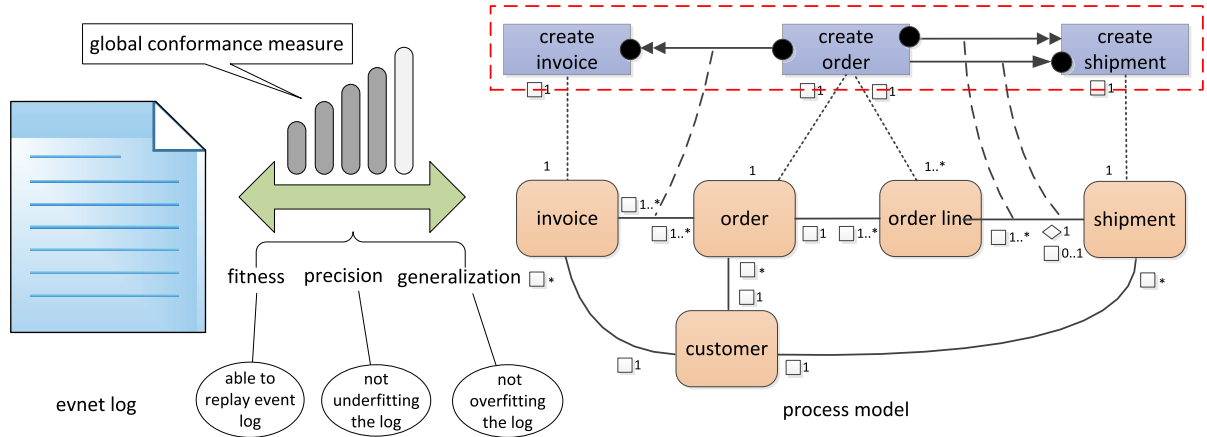 global conformance measure
create
invoice
create
order
create
shipment
1
1
1
1
1
1
1..*
1
invoice
order
order line
shipment
1..*
1..*
1
1..*
1..*
1
0..1
fitness
precision
generalization
*
*
*
1
customer
1
1
able to
replay event
log
not
underfitting
the log
not
overfitting
the log
evnet log
process model